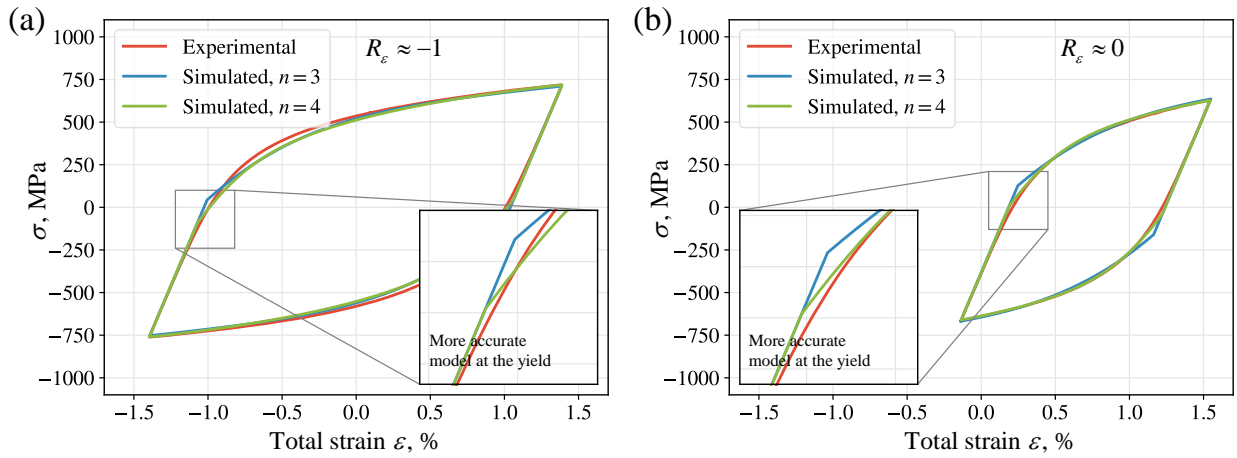 (a)
1000
750
500
250
0
−250
−500
−750
−1000
σ, MPa
Experimental
Simulated, n = 3
Simulated, n = 4
Rε ≈ −1
More accurate
model at the yield
−1.5 −1.0 −0.5 0.0 0.5 1.0 1.5
Total strain ε, %
(b)
1000
750
500
250
0
−250
−500
−750
−1000
σ, MPa
Experimental
Simulated, n = 3
Simulated, n = 4
Rε ≈ 0
More accurate
model at the yield
−1.5 −1.0 −0.5 0.0 0.5 1.0 1.5
Total strain ε, %